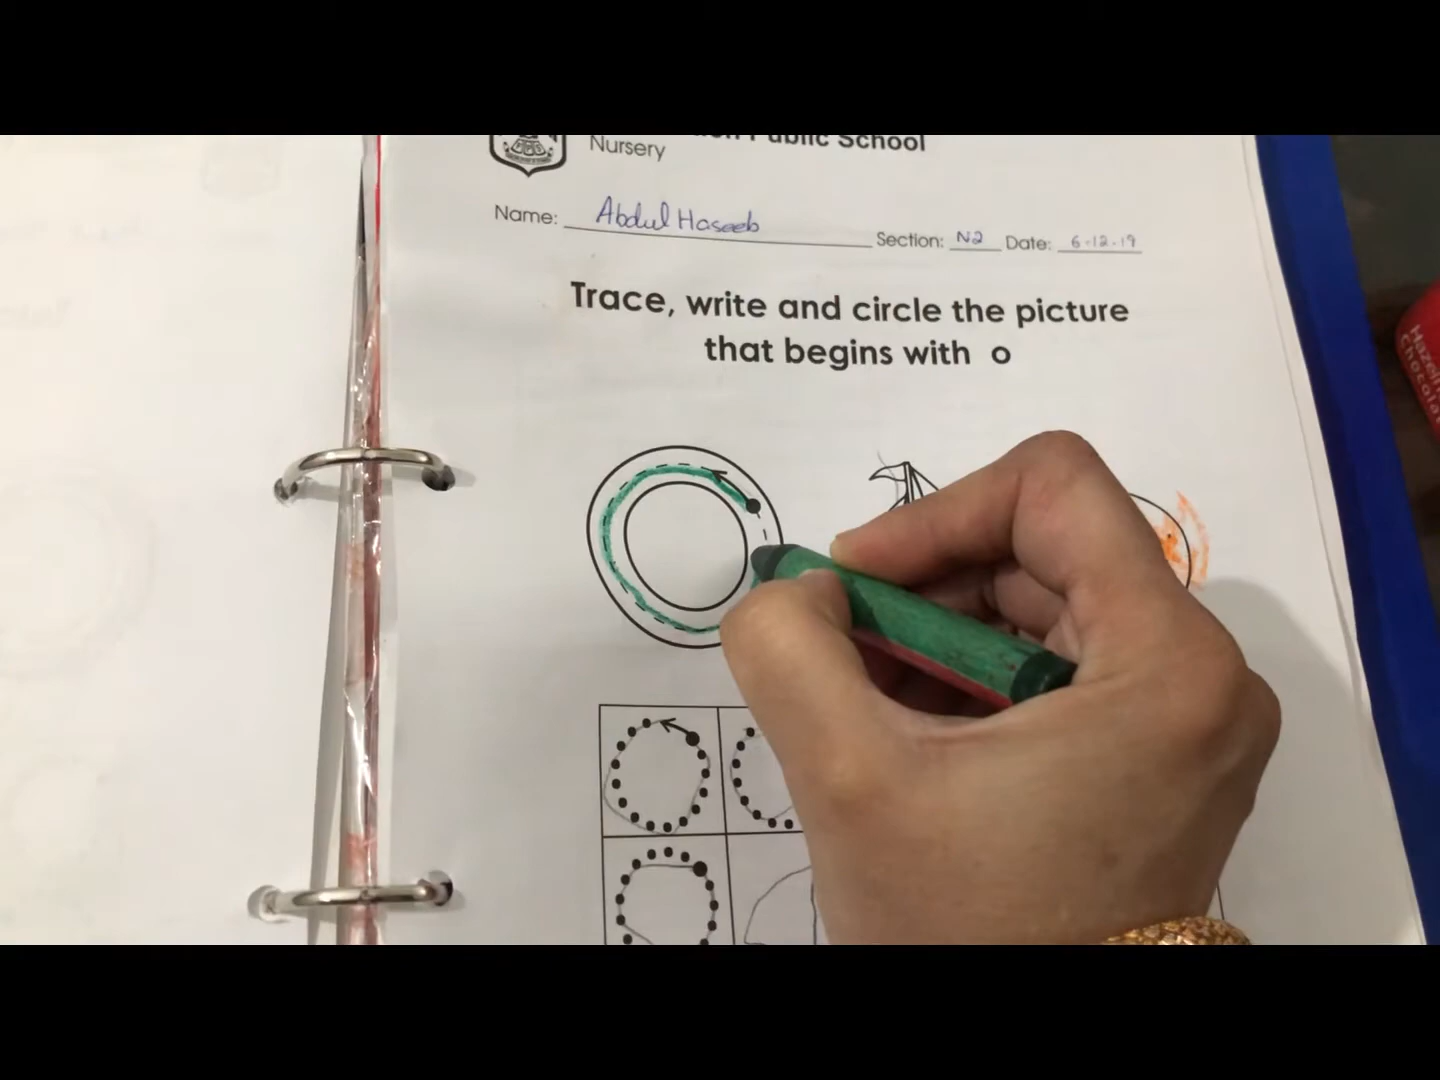 Public School
Nursery
Name: Abdul Haseeb Section: N2 Date: 6-12-19
Trace, write and circle the picture
that begins with o